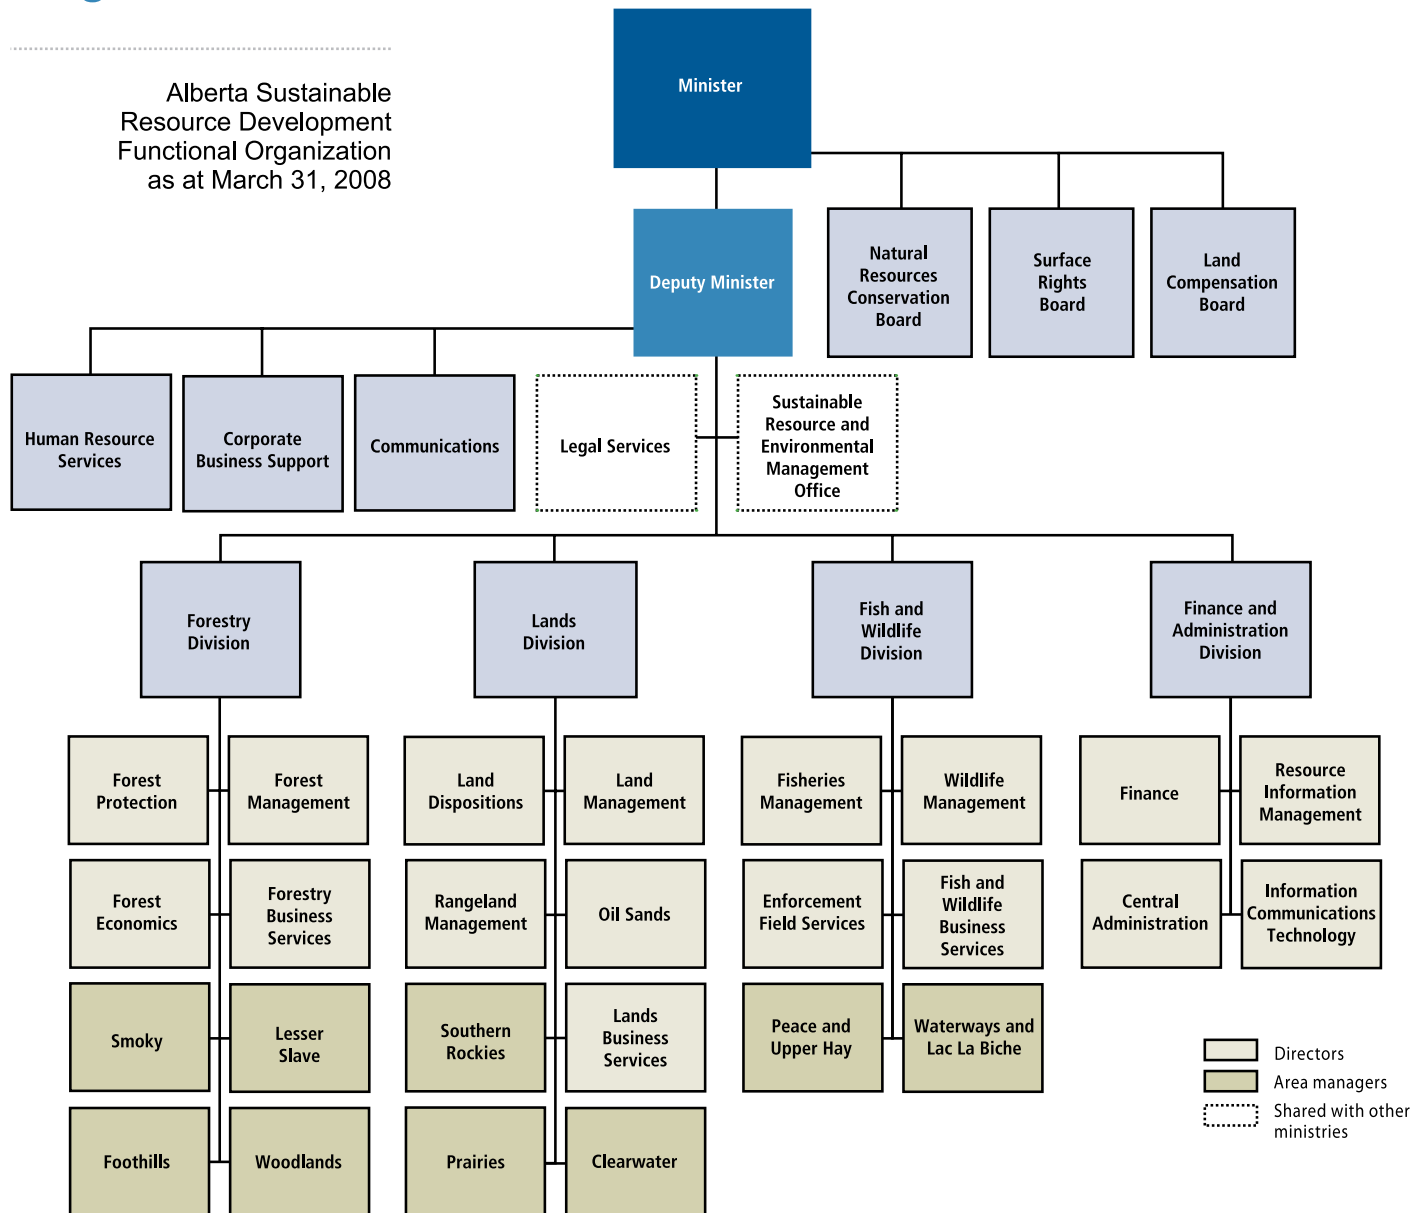 Alberta Sustainable
Resource Development
Functional Organization
as at March 31, 2008
Minister
Deputy Minister
Natural
Resources
Conservation
Board
Surface
Rights
Board
Land
Compensation
Board
Human Resource
Services
Corporate
Business Support
Communications
Legal Services
Sustainable
Resource and
Environmental
Management
Office
Forestry
Division
Lands
Division
Fish and
Wildlife
Division
Finance and
Administration
Division
Forest
Protection
Forest
Management
Land
Dispositions
Land
Management
Fisheries
Management
Wildlife
Management
Finance
Resource
Information
Management
Forest
Economics
Forestry
Business
Services
Rangeland
Management
Oil Sands
Enforcement
Field Services
Fish and
Wildlife
Business
Services
Central
Administration
Information
Communications
Technology
Smoky
Lesser
Slave
Southern
Rockies
Lands
Business
Services
Peace and
Upper Hay
Waterways and
Lac La Biche
Foothills
Woodlands
Prairies
Clearwater
Directors
Area managers
Shared with other
ministries